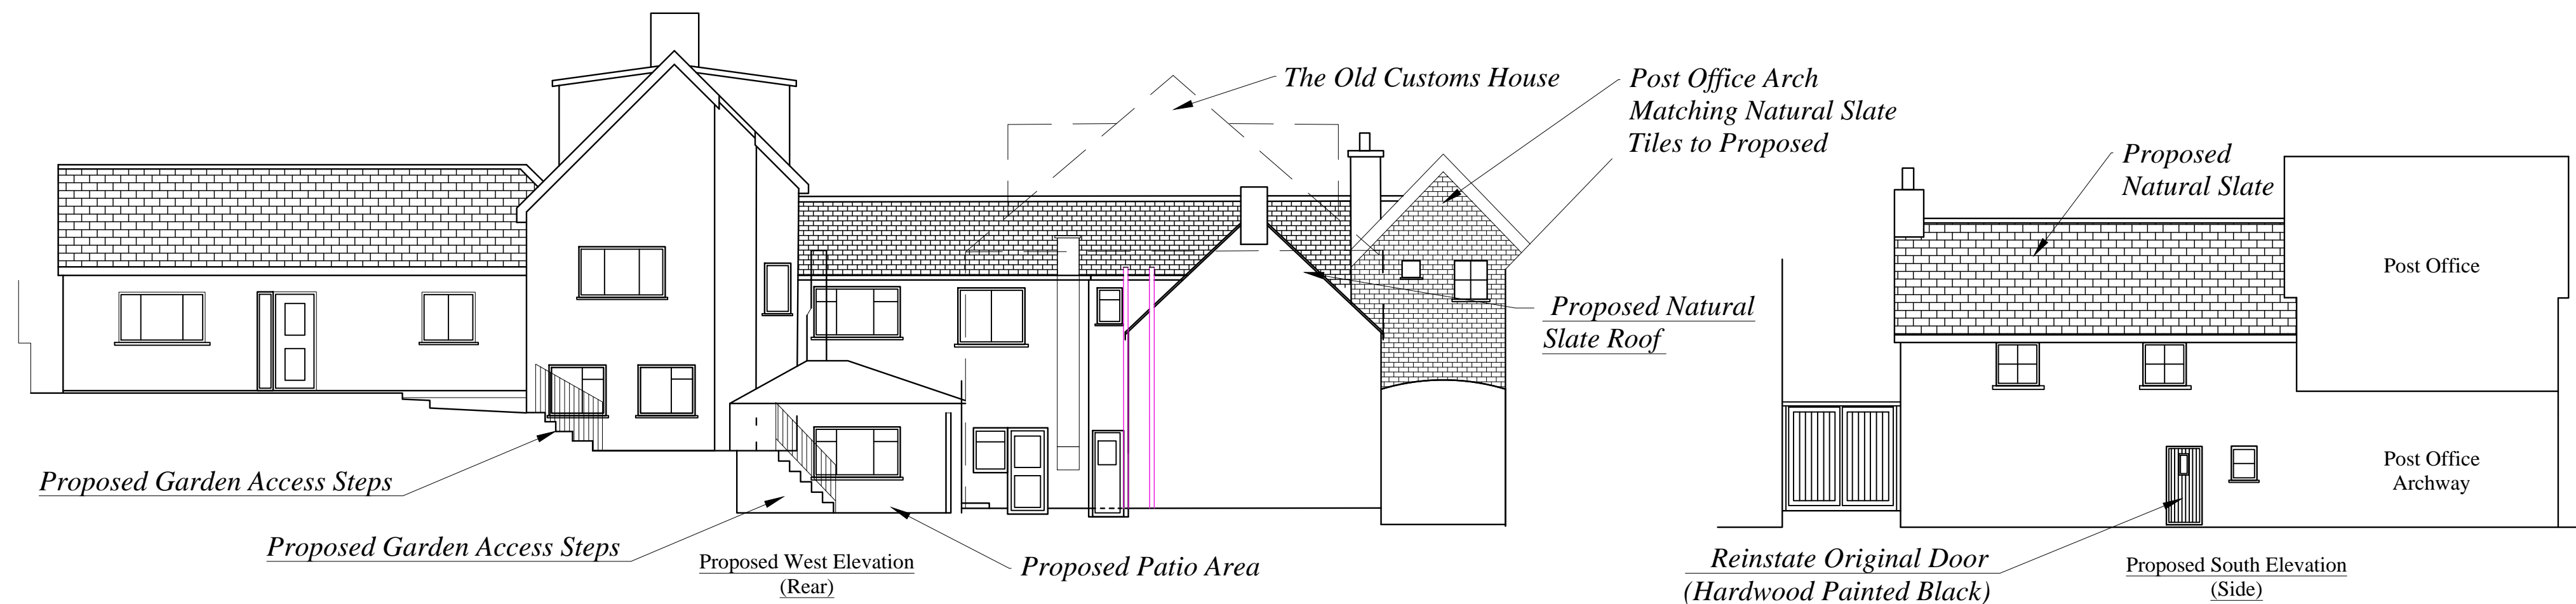 The Old Customs House
Post Office Arch
Matching Natural Slate
Tiles to Proposed
Proposed Natural
Slate Roof
Proposed Garden Access Steps
Proposed Garden Access Steps
Proposed West Elevation
(Rear)
Proposed Patio Area
Proposed
Natural Slate
Post Office
Post Office
Archway
Reinstate Original Door
(Hardwood Painted Black)
Proposed South Elevation
(Side)